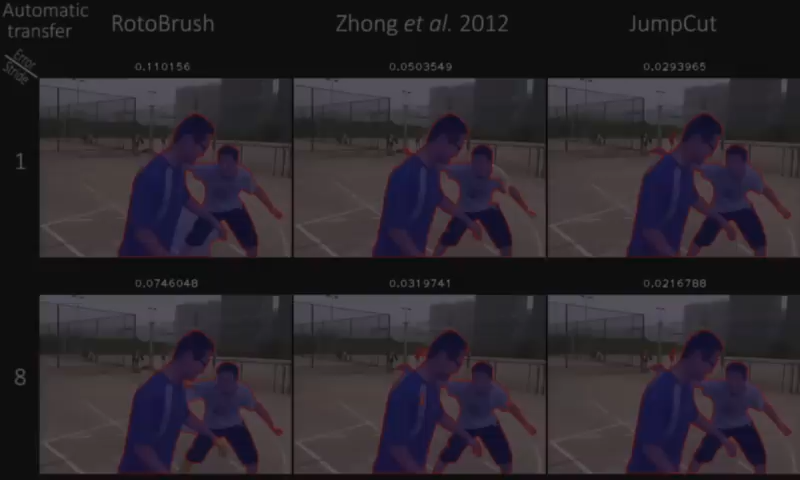 Automatic
transfer
RotoBrush
Zhong et al. 2012
JumpCut
Error
Stride
0.110156
0.0503549
0.0293965
1
0.0746048
0.0319741
0.0216788
8